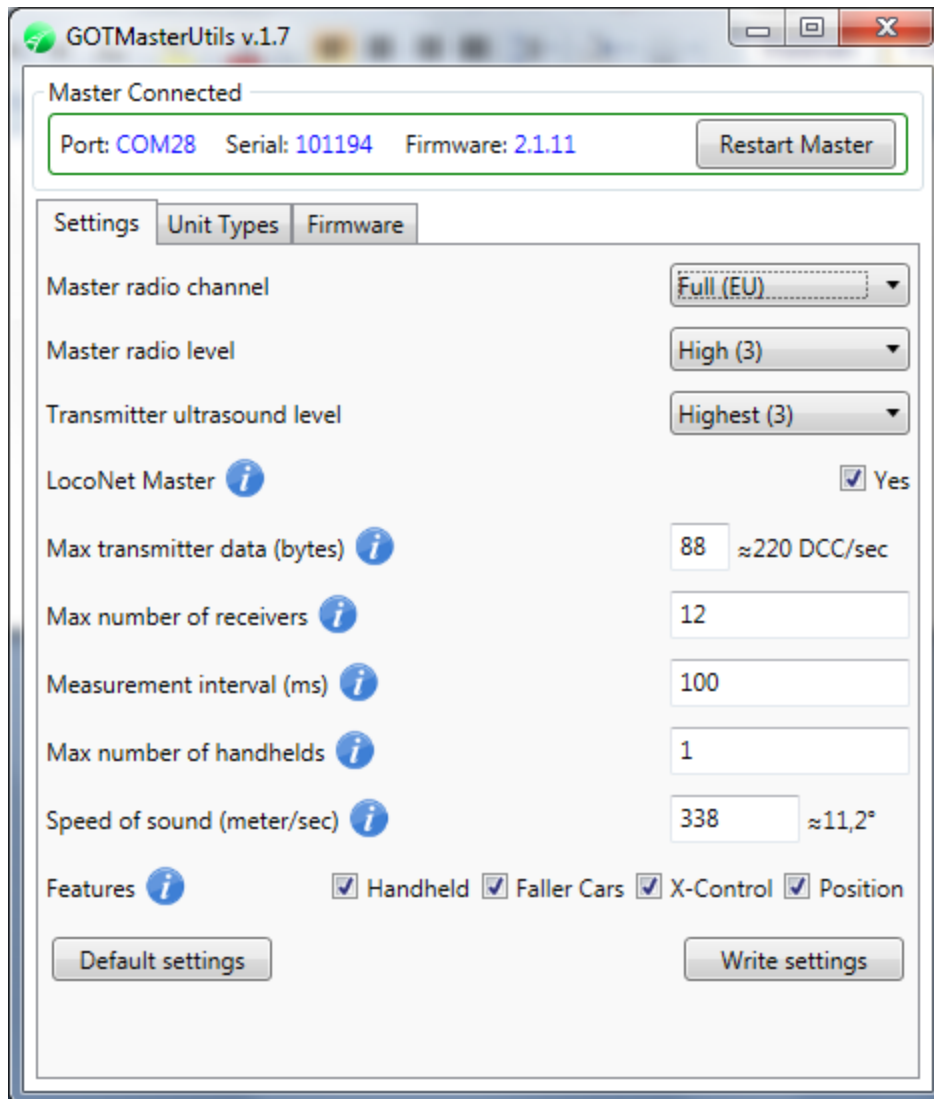 GOTMasterUtils v.1.7
Master Connected
Port: COM28 Serial: 101194 Firmware: 2.1.11 Restart Master
Settings Unit Types Firmware
Master radio channel Full (EU)
Master radio level High (3)
Transmitter ultrasound level Highest (3)
LocoNet Master i Yes
Max transmitter data (bytes) i 88 ≈220 DCC/sec
Max number of receivers i 12
Measurement interval (ms) i 100
Max number of handhelds i 1
Speed of sound (meter/sec) i 338 ≈11,2°
Features i Handheld Faller Cars X-Control Position
Default settings Write settings